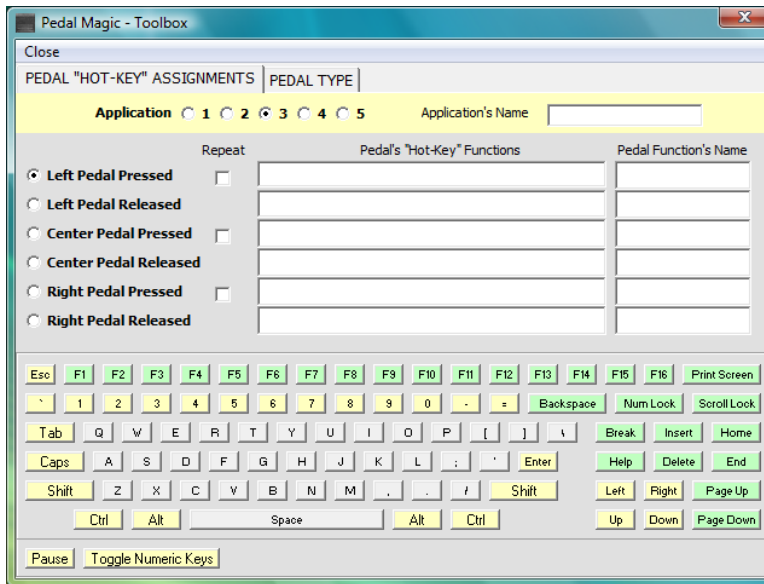 Pedal Magic - Toolbox
Close
PEDAL "HOT-KEY" ASSIGNMENTS PEDAL TYPE
Application 1 2 3 4 5 Application's Name
Repeat Pedal's "Hot-Key" Functions Pedal Function's Name
Left Pedal Pressed
Left Pedal Released
Center Pedal Pressed
Center Pedal Released
Right Pedal Pressed
Right Pedal Released
Esc F1 F2 F3 F4 F5 F6 F7 F8 F9 F10 F11 F12 F13 F14 F15 F16 Print Screen
` 1 2 3 4 5 6 7 8 9 0 - = Backspace Num Lock Scroll Lock
Tab Q W E R T Y U I O P [ ] \ Break Insert Home
Caps A S D F G H J K L ; ' Enter Help Delete End
Shift Z X C V B N M , . / Shift Left Right Page Up
Ctrl Alt Space Alt Ctrl Up Down Page Down
Pause Toggle Numeric Keys